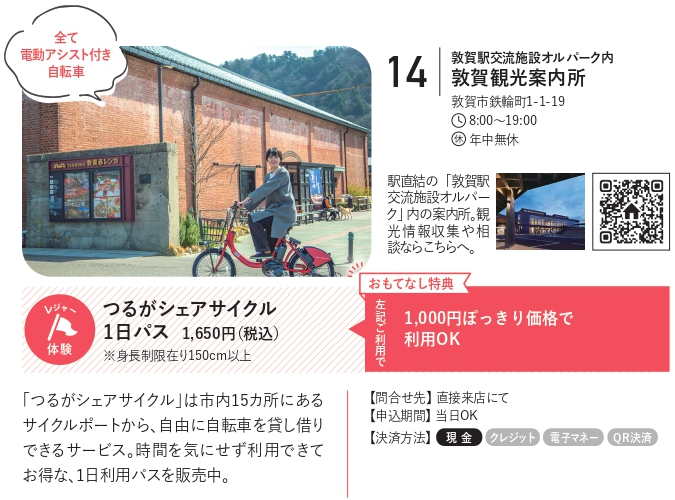 全て
電動アシスト付き
自転車
TSURUGA 敦賀赤レンガ
14
敦賀駅交流施設オルパーク内
敦賀観光案内所
敦賀市鉄輪町1-1-19
8:00〜19:00
休 年中無休
駅直結の「敦賀駅
交流施設オルパー
ク」内の案内所。観
光情報収集や相
談ならこちらへ。
レジャー
体験
つるがシェアサイクル
1日パス 1,650円(税込)
※身長制限在り150cm以上
おもてなし特典
左記ご利用で
1,000円ぽっきり価格で
利用OK
「つるがシェアサイクル」は市内15カ所にある
サイクルポートから、自由に自転車を貸し借り
できるサービス。時間を気にせず利用できて
お得な、1日利用パスを販売中。
【問合せ先】直接来店にて
【申込期間】当日OK
【決済方法】 現金 クレジット 電子マネー QR決済